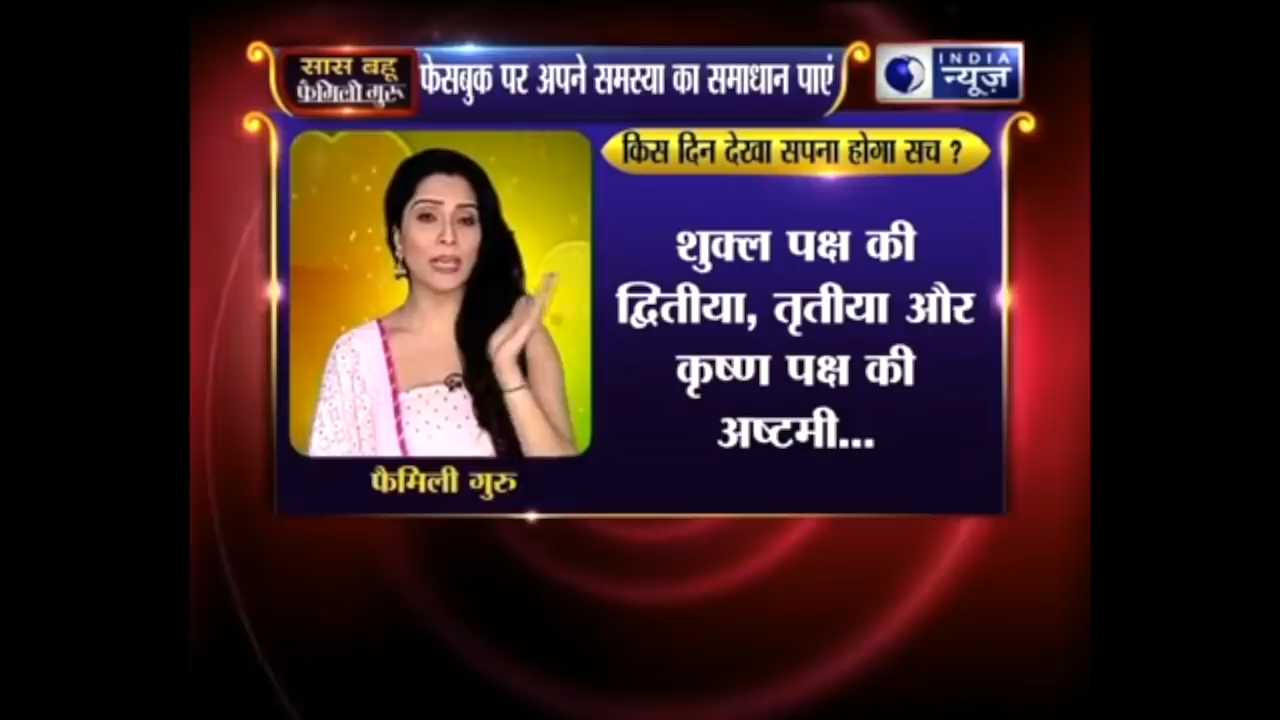 सास बहू
फ़ैमिली गुरू
फेसबुक पर अपने समस्या का समाधान पाएं
INDIA
न्यूज़
किस दिन देखा सपना होगा सच ?
शुक्ल पक्ष की
द्वितीया, तृतीया और
कृष्ण पक्ष की
अष्टमी...
फैमिली गुरु